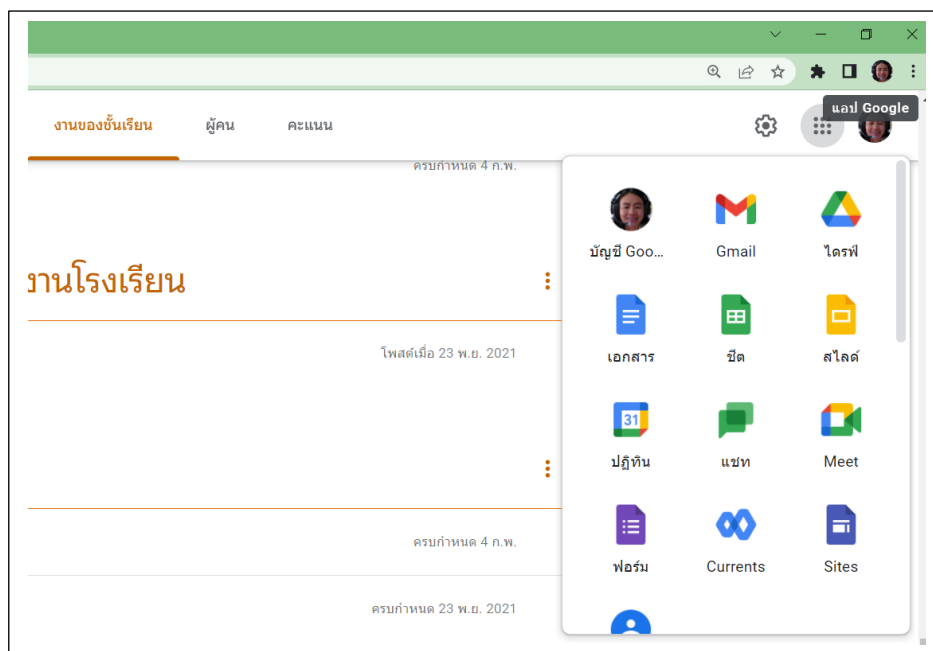 แอป Google
งานของชั้นเรียน ผู้คน คะแนน
ครบกำหนด 4 ก.พ.
งานโรงเรียน
โพสต์เมื่อ 23 พ.ย. 2021
ครบกำหนด 4 ก.พ.
ครบกำหนด 23 พ.ย. 2021
บัญชี Goo... Gmail ไดรฟ์
เอกสาร ชีต สไลด์
31
ปฏิทิน แชท Meet
ฟอร์ม Currents Sites